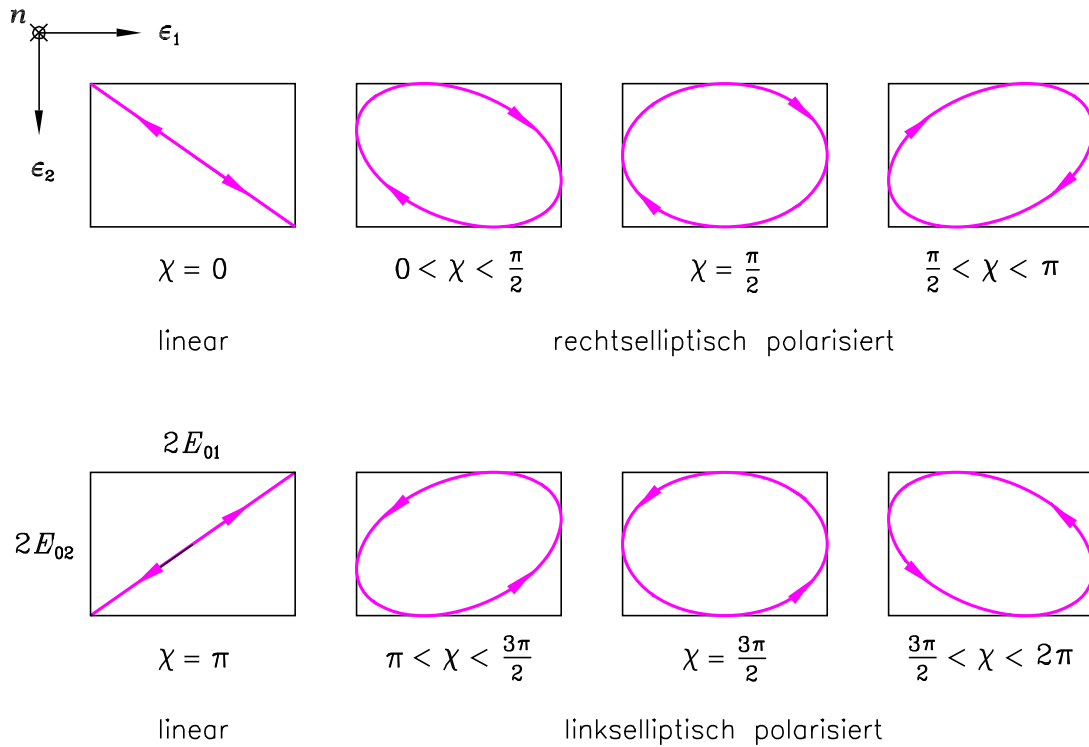 n
ϵ₁
ϵ₂
χ = 0
0 < χ < π/2
χ = π/2
π/2 < χ < π
linear
rechtselliptisch polarisiert
2E₀₁
2E₀₂
χ = π
π < χ < 3π/2
χ = 3π/2
3π/2 < χ < 2π
linear
linkselliptisch polarisiert